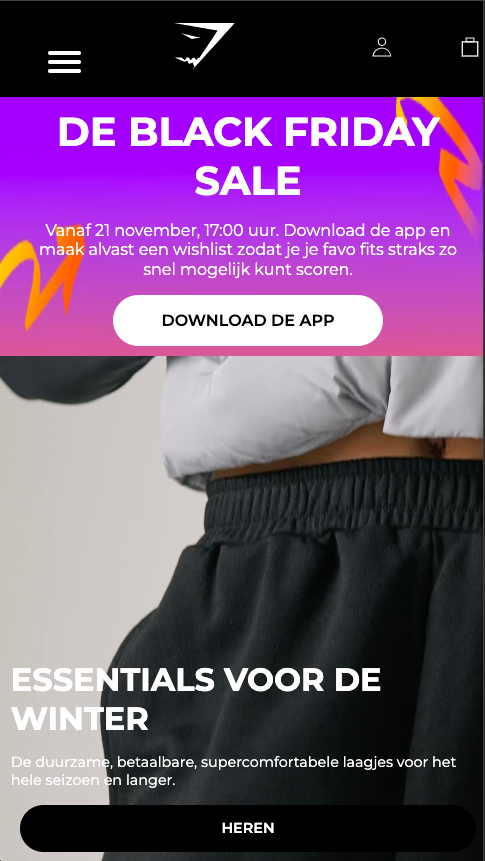 DE BLACK FRIDAY
SALE
Vanaf 21 november, 17:00 uur. Download de app en
maak alvast een wishlist zodat je je favo fits straks zo
snel mogelijk kunt scoren.
DOWNLOAD DE APP
ESSENTIALS VOOR DE
WINTER
De duurzame, betaalbare, supercomfortabele laagjes voor het
hele seizoen en langer.
HEREN